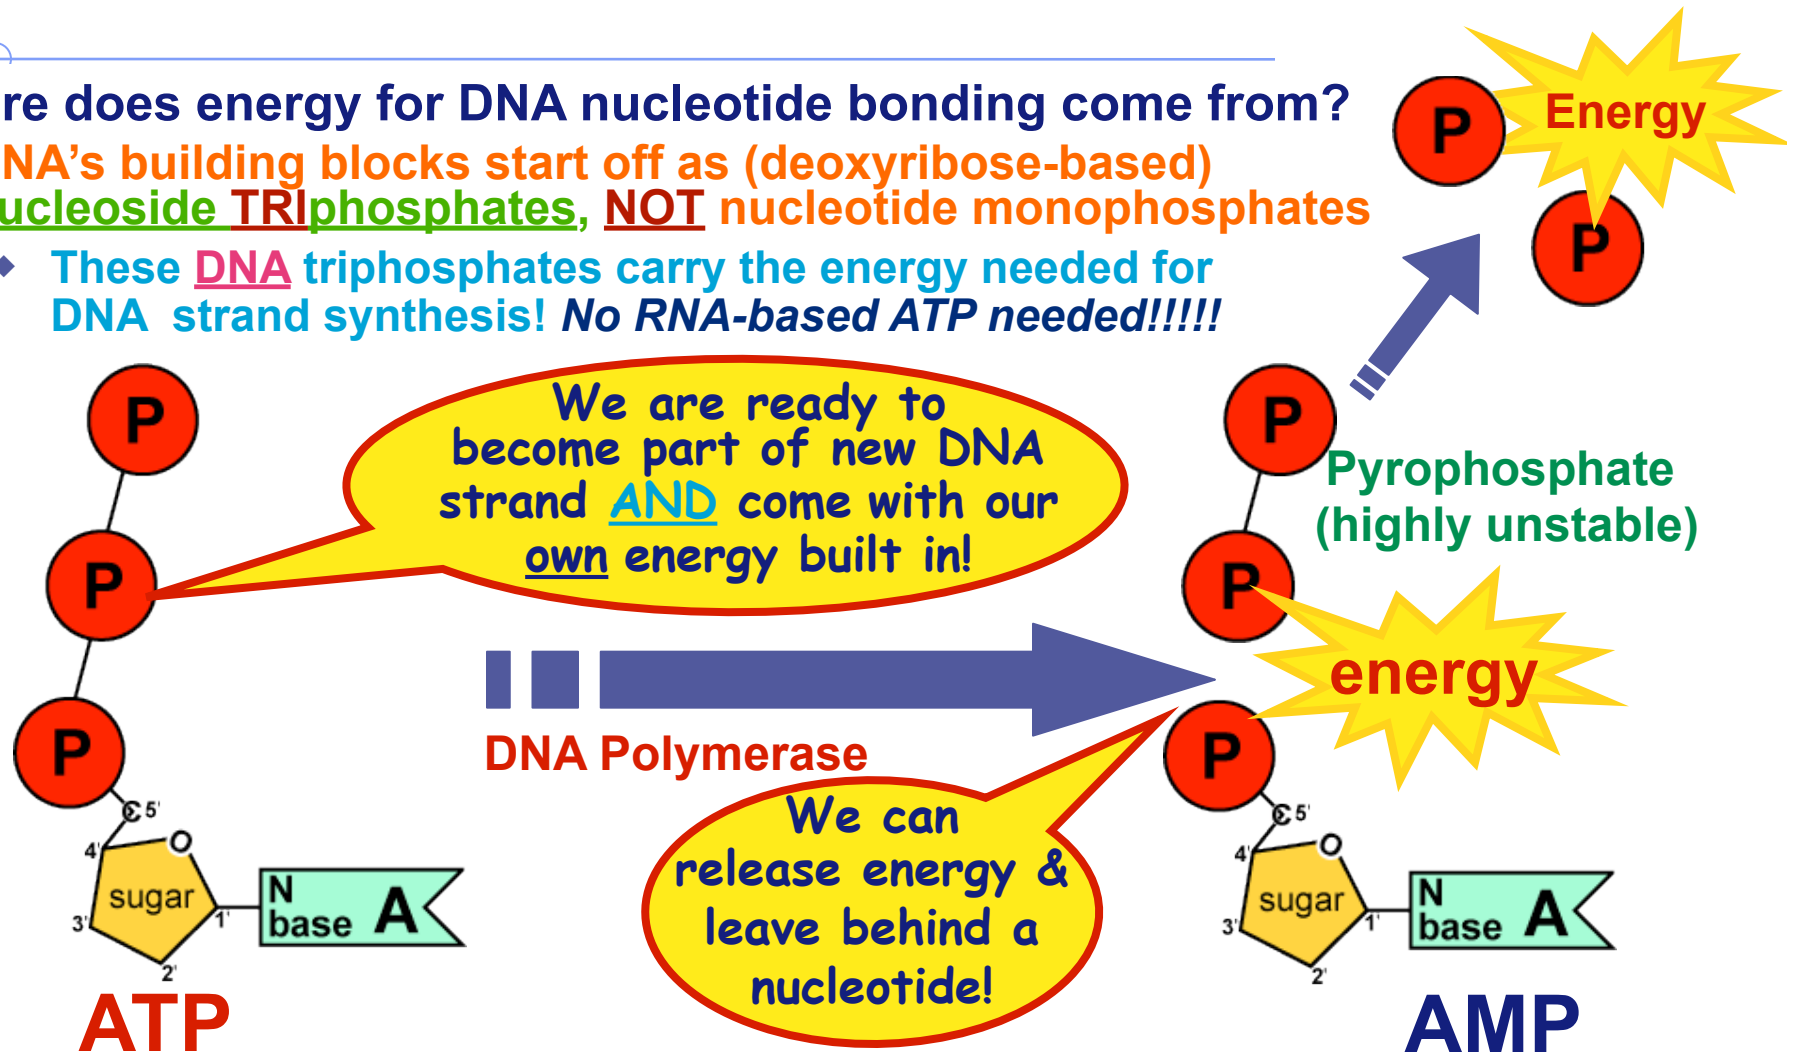 re does energy for DNA nucleotide bonding come from?
NA’s building blocks start off as (deoxyribose-based)
ucleoside TRIphosphates, NOT nucleotide monophosphates
These DNA triphosphates carry the energy needed for
DNA strand synthesis! No RNA-based ATP needed!!!!!
P
Energy
P
P
P
P
We are ready to
become part of new DNA
strand AND come with our
own energy built in!
P
Pyrophosphate
(highly unstable)
P
energy
P
DNA Polymerase
P
We can
release energy &
leave behind a
nucleotide!
C 5'
4'
O
sugar
3'
1'
2'
N
base A
ATP
C 5'
4'
O
sugar
3'
1'
2'
N
base A
AMP